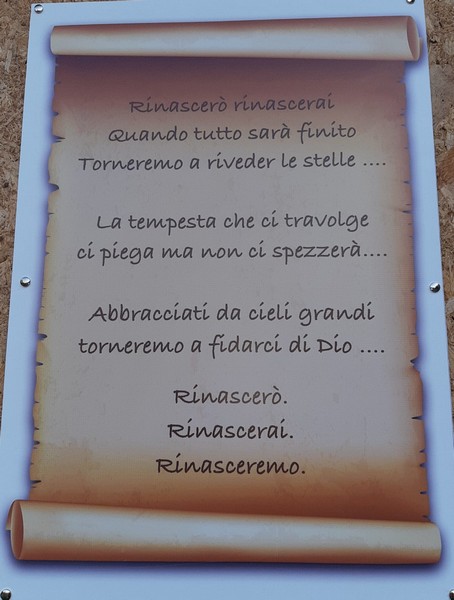 Rinascerò rinascerai
Quando tutto sarà finito
Torneremo a riveder le stelle ....
La tempesta che ci travolge
ci piega ma non ci spezzerà....
Abbracciati da cieli grandi
torneremo a fidarci di Dio ....
Rinascerò.
Rinascerai.
Rinasceremo.